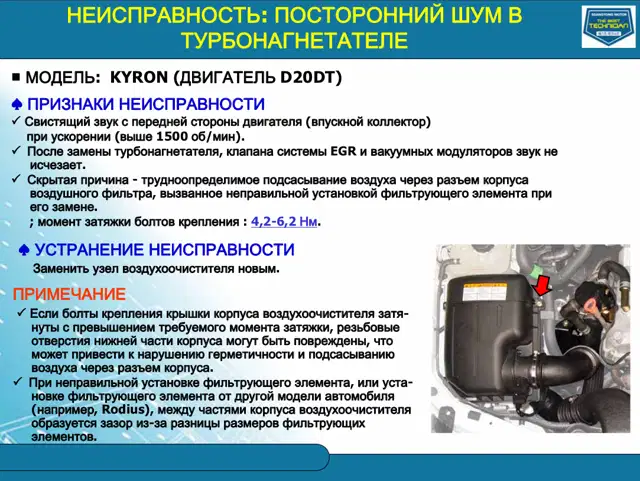 НЕИСПРАВНОСТЬ: ПОСТОРОННИЙ ШУМ В
ТУРБОНАГНЕТАТЕЛЕ
THE BEST
TECHNICIAN
■ МОДЕЛЬ: KYRON (ДВИГАТЕЛЬ D20DT)
♠ ПРИЗНАКИ НЕИСПРАВНОСТИ
✓ Свистящий звук с передней стороны двигателя (впускной коллектор)
при ускорении (выше 1500 об/мин).
✓ После замены турбонагнетателя, клапана системы EGR и вакуумных модуляторов звук не
исчезает.
✓ Скрытая причина - трудноопределимое подсасывание воздуха через разъем корпуса
воздушного фильтра, вызванное неправильной установкой фильтрующего элемента при
его замене.
; момент затяжки болтов крепления : 4,2-6,2 Нм.
♠ УСТРАНЕНИЕ НЕИСПРАВНОСТИ
Заменить узел воздухоочистителя новым.
ПРИМЕЧАНИЕ
✓ Если болты крепления крышки корпуса воздухоочистителя затя-
нуты с превышением требуемого момента затяжки, резьбовые
отверстия нижней части корпуса могут быть повреждены, что
может привести к нарушению герметичности и подсасыванию
воздуха через разъем корпуса.
✓ При неправильной установке фильтрующего элемента, или уста-
новке фильтрующего элемента от другой модели автомобиля
(например, Rodius), между частями корпуса воздухоочистителя
образуется зазор из-за разницы размеров фильтрующих
элементов.